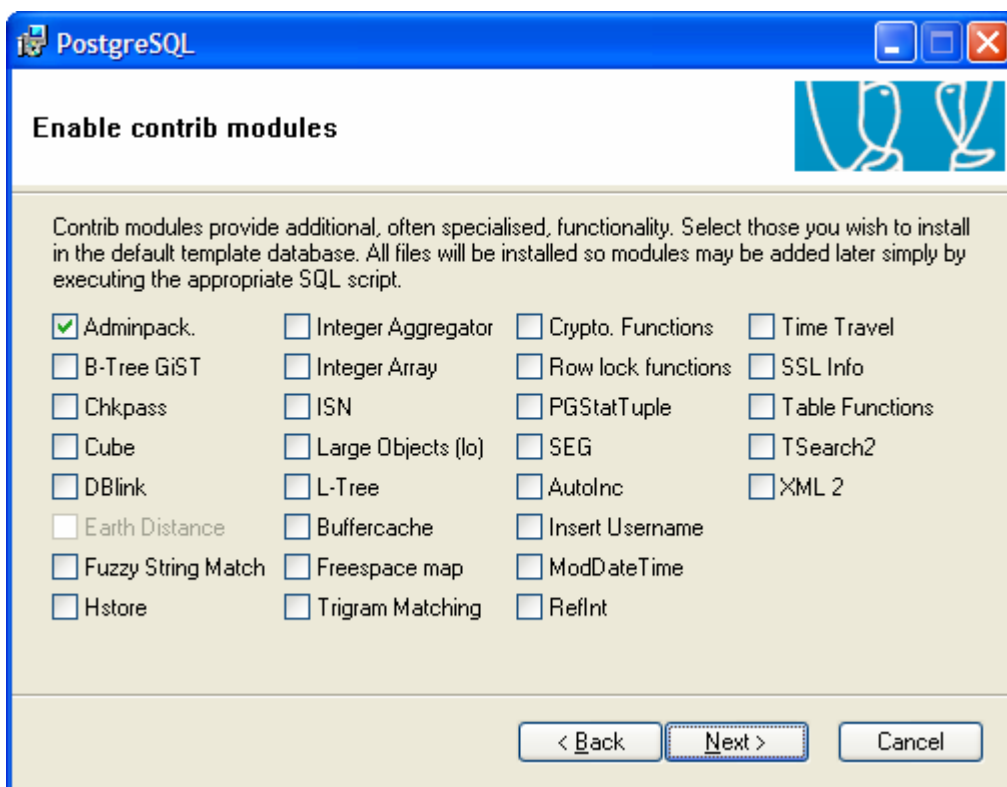 PostgreSQL
Enable contrib modules
Contrib modules provide additional, often specialised, functionality. Select those you wish to install
in the default template database. All files will be installed so modules may be added later simply by
executing the appropriate SQL script.
Adminpack. Integer Aggregator Crypto. Functions Time Travel
B-Tree GiST Integer Array Row lock functions SSL Info
Chkpass ISN PGStatTuple Table Functions
Cube Large Objects (lo) SEG TSearch2
DBlink L-Tree AutoInc XML 2
Earth Distance Buffercache Insert Username
Fuzzy String Match Freespace map ModDateTime
Hstore Trigram Matching RefInt
< Back Next > Cancel